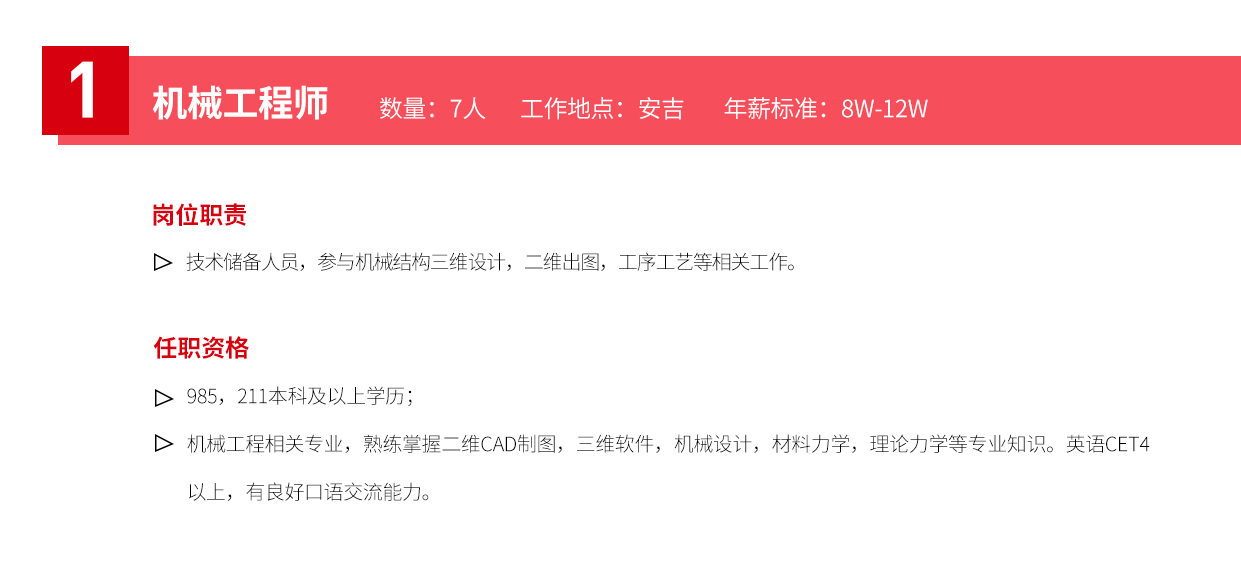 1
机械工程师 数量：7人 工作地点：安吉 年薪标准：8W-12W
岗位职责
技术储备人员，参与机械结构三维设计，二维出图，工序工艺等相关工作。
任职资格
985，211本科及以上学历；
机械工程相关专业，熟练掌握二维CAD制图，三维软件，机械设计，材料力学，理论力学等专业知识。英语CET4
以上，有良好口语交流能力。